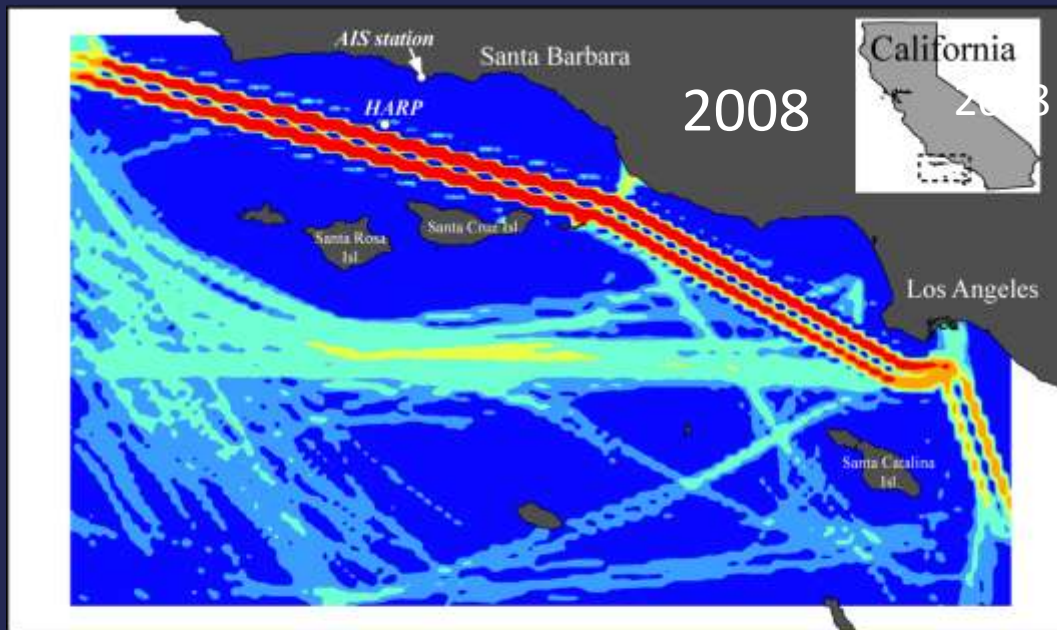 AIS station
Santa Barbara
California
2008
HARP
Santa Rosa
Isl
Santa Cruz Isl
Los Angeles
Santa Catalina
Isl